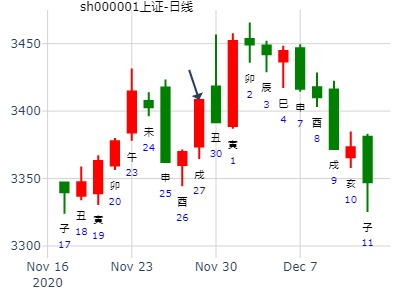 sh000001上证-日线
3450
3400
3350
3300
子
17
丑
18
寅
19
卯
20
午
23
未
24
申
25
酉
26
戌
27
丑
30
寅
1
卯
2
辰
3
巳
4
申
7
酉
8
戌
9
亥
10
子
11
Nov 16
2020
Nov 23
Nov 30
Dec 7